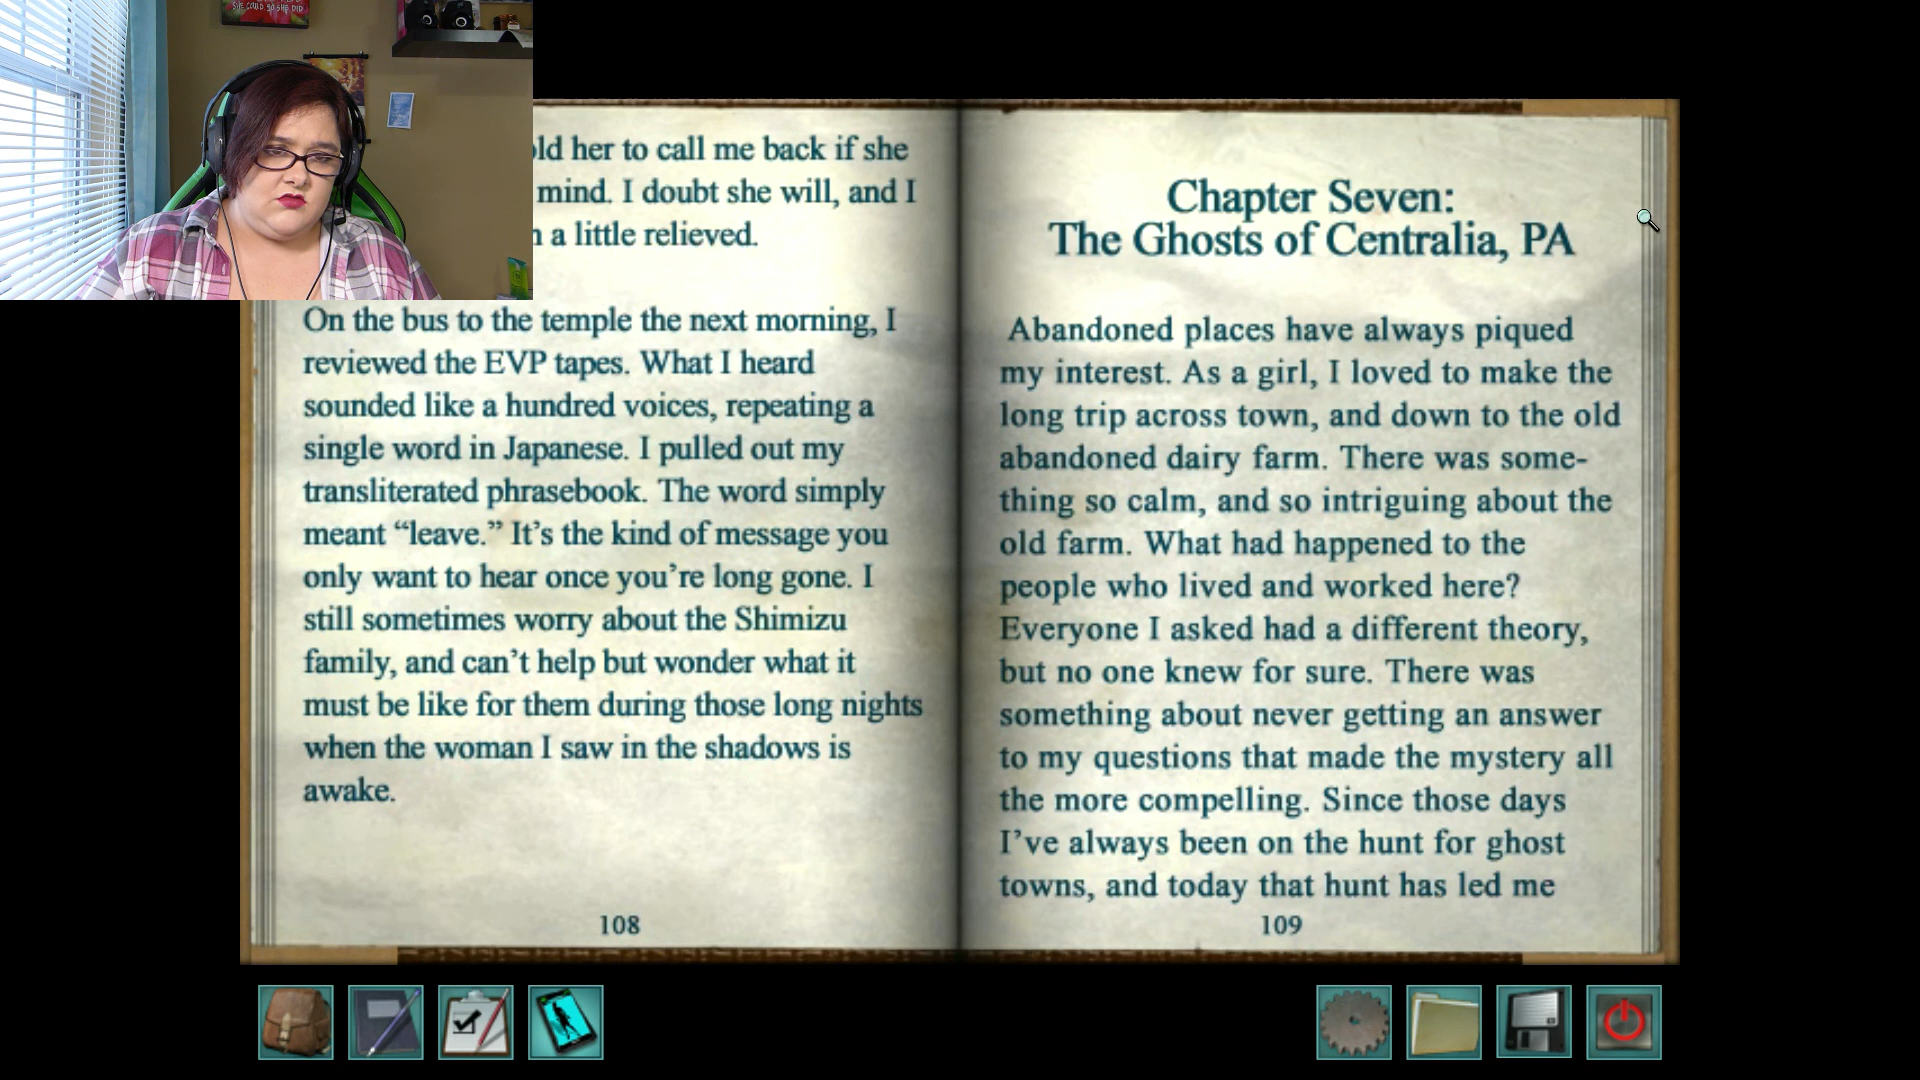 SHE COULD SO SHE DID
old her to call me back if she
mind. I doubt she will, and I
a little relieved.
On the bus to the temple the next morning, I
reviewed the EVP tapes. What I heard
sounded like a hundred voices, repeating a
single word in Japanese. I pulled out my
transliterated phrasebook. The word simply
meant “leave.” It’s the kind of message you
only want to hear once you’re long gone. I
still sometimes worry about the Shimizu
family, and can’t help but wonder what it
must be like for them during those long nights
when the woman I saw in the shadows is
awake.
108
Chapter Seven:
The Ghosts of Centralia, PA
Abandoned places have always piqued
my interest. As a girl, I loved to make the
long trip across town, and down to the old
abandoned dairy farm. There was some-
thing so calm, and so intriguing about the
old farm. What had happened to the
people who lived and worked here?
Everyone I asked had a different theory,
but no one knew for sure. There was
something about never getting an answer
to my questions that made the mystery all
the more compelling. Since those days
I’ve always been on the hunt for ghost
towns, and today that hunt has led me
109